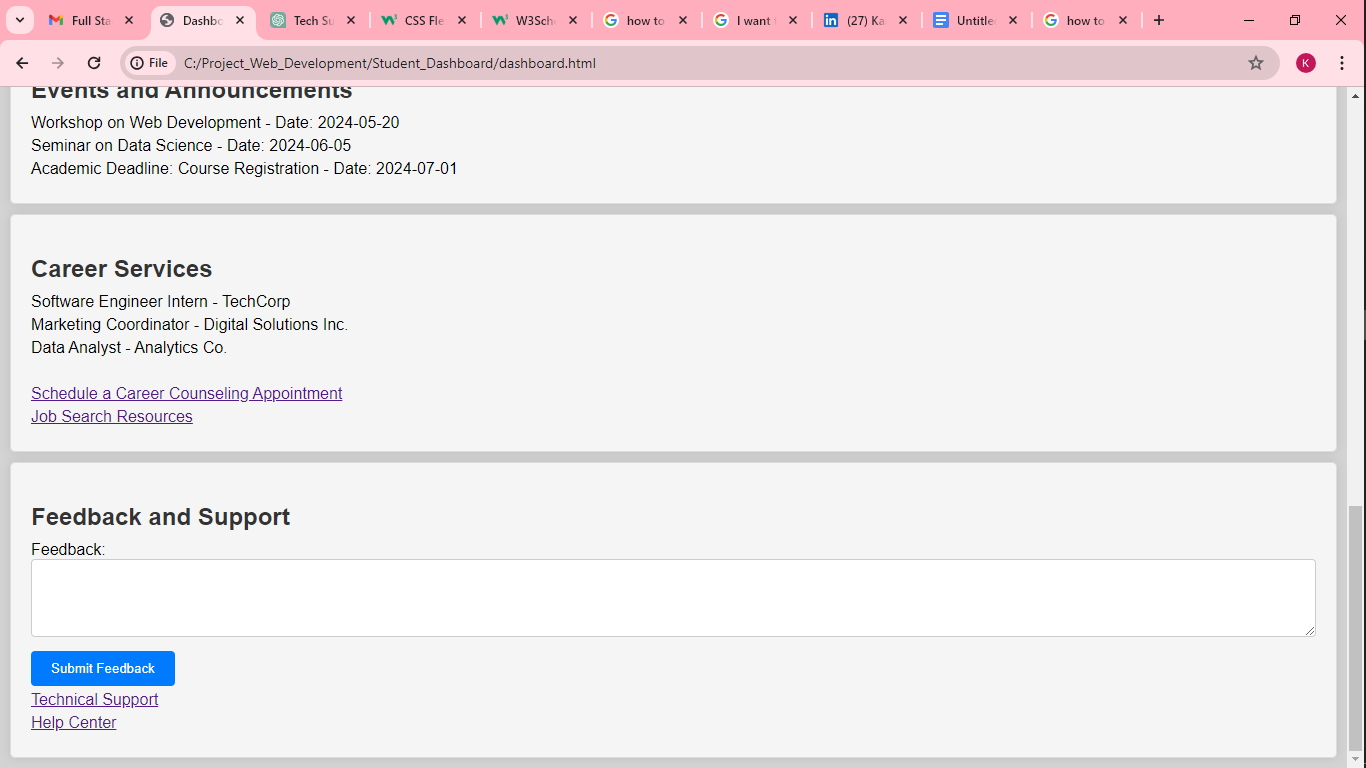 Full Sta
Dashbo
Tech Su
CSS Fle
W3Scho
how to
I want
(27) Ka
Untitle
how to
File
C:/Project_Web_Development/Student_Dashboard/dashboard.html
K
Events and Announcements
Workshop on Web Development - Date: 2024-05-20
Seminar on Data Science - Date: 2024-06-05
Academic Deadline: Course Registration - Date: 2024-07-01
Career Services
Software Engineer Intern - TechCorp
Marketing Coordinator - Digital Solutions Inc.
Data Analyst - Analytics Co.
Schedule a Career Counseling Appointment
Job Search Resources
Feedback and Support
Feedback:
Submit Feedback
Technical Support
Help Center